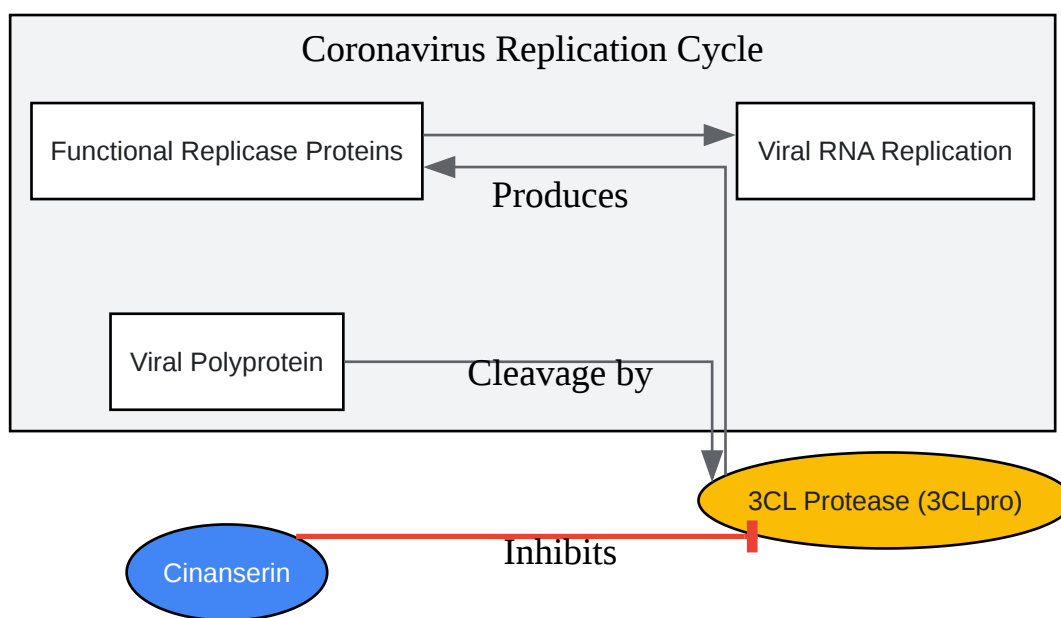 Coronavirus Replication Cycle
Functional Replicase Proteins
Viral RNA Replication
Produces
Viral Polyprotein
Cleavage by
3CL Protease (3CLpro)
Inhibits
Cinanserin